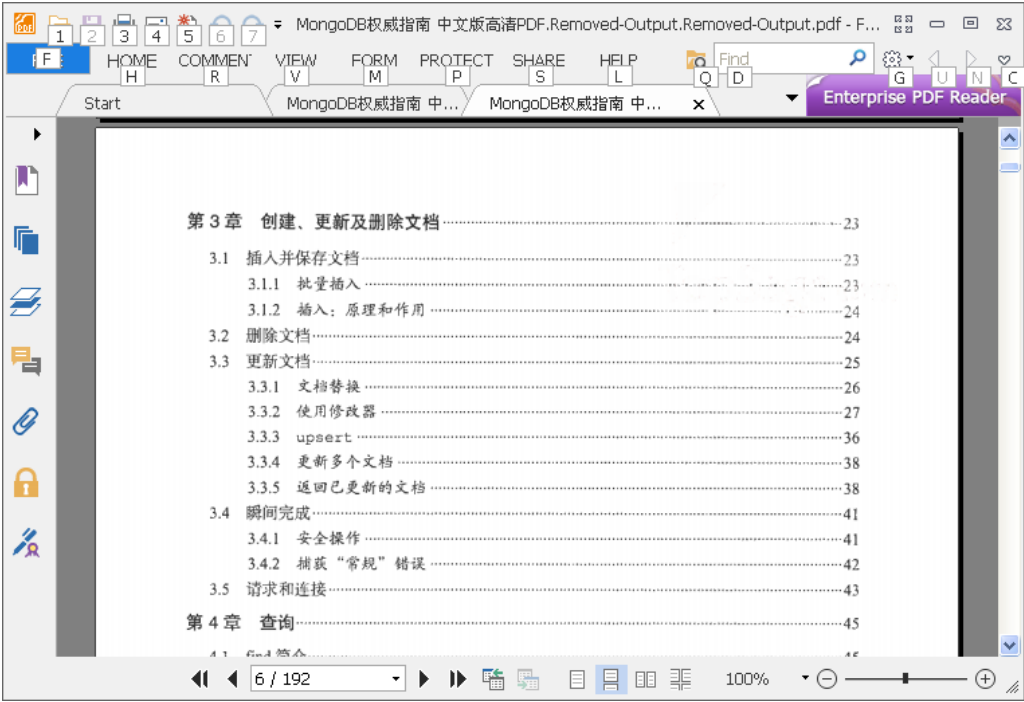 MongoDB权威指南 中文版高清PDF.Removed-Output.Removed-Output.pdf - F...
1 2 3 4 5 6 7
HOME COMMENT VIEW FORM PROTECT SHARE HELP Find
F H R V M P S L Q D G U N C
Start MongoDB权威指南 中... MongoDB权威指南 中... Enterprise PDF Reader
第 3 章 创建、更新及删除文档 23
3.1 插入并保存文档 23
3.1.1 批量插入 23
3.1.2 插入：原理和作用 24
3.2 删除文档 24
3.3 更新文档 25
3.3.1 文档替换 26
3.3.2 使用修改器 27
3.3.3 upsert 36
3.3.4 更新多个文档 38
3.3.5 返回已更新的文档 38
3.4 瞬间完成 41
3.4.1 安全操作 41
3.4.2 捕获“常规”错误 42
3.5 请求和连接 43
第 4 章 查询 45
4.1 find 简介 45
6 / 192 100%